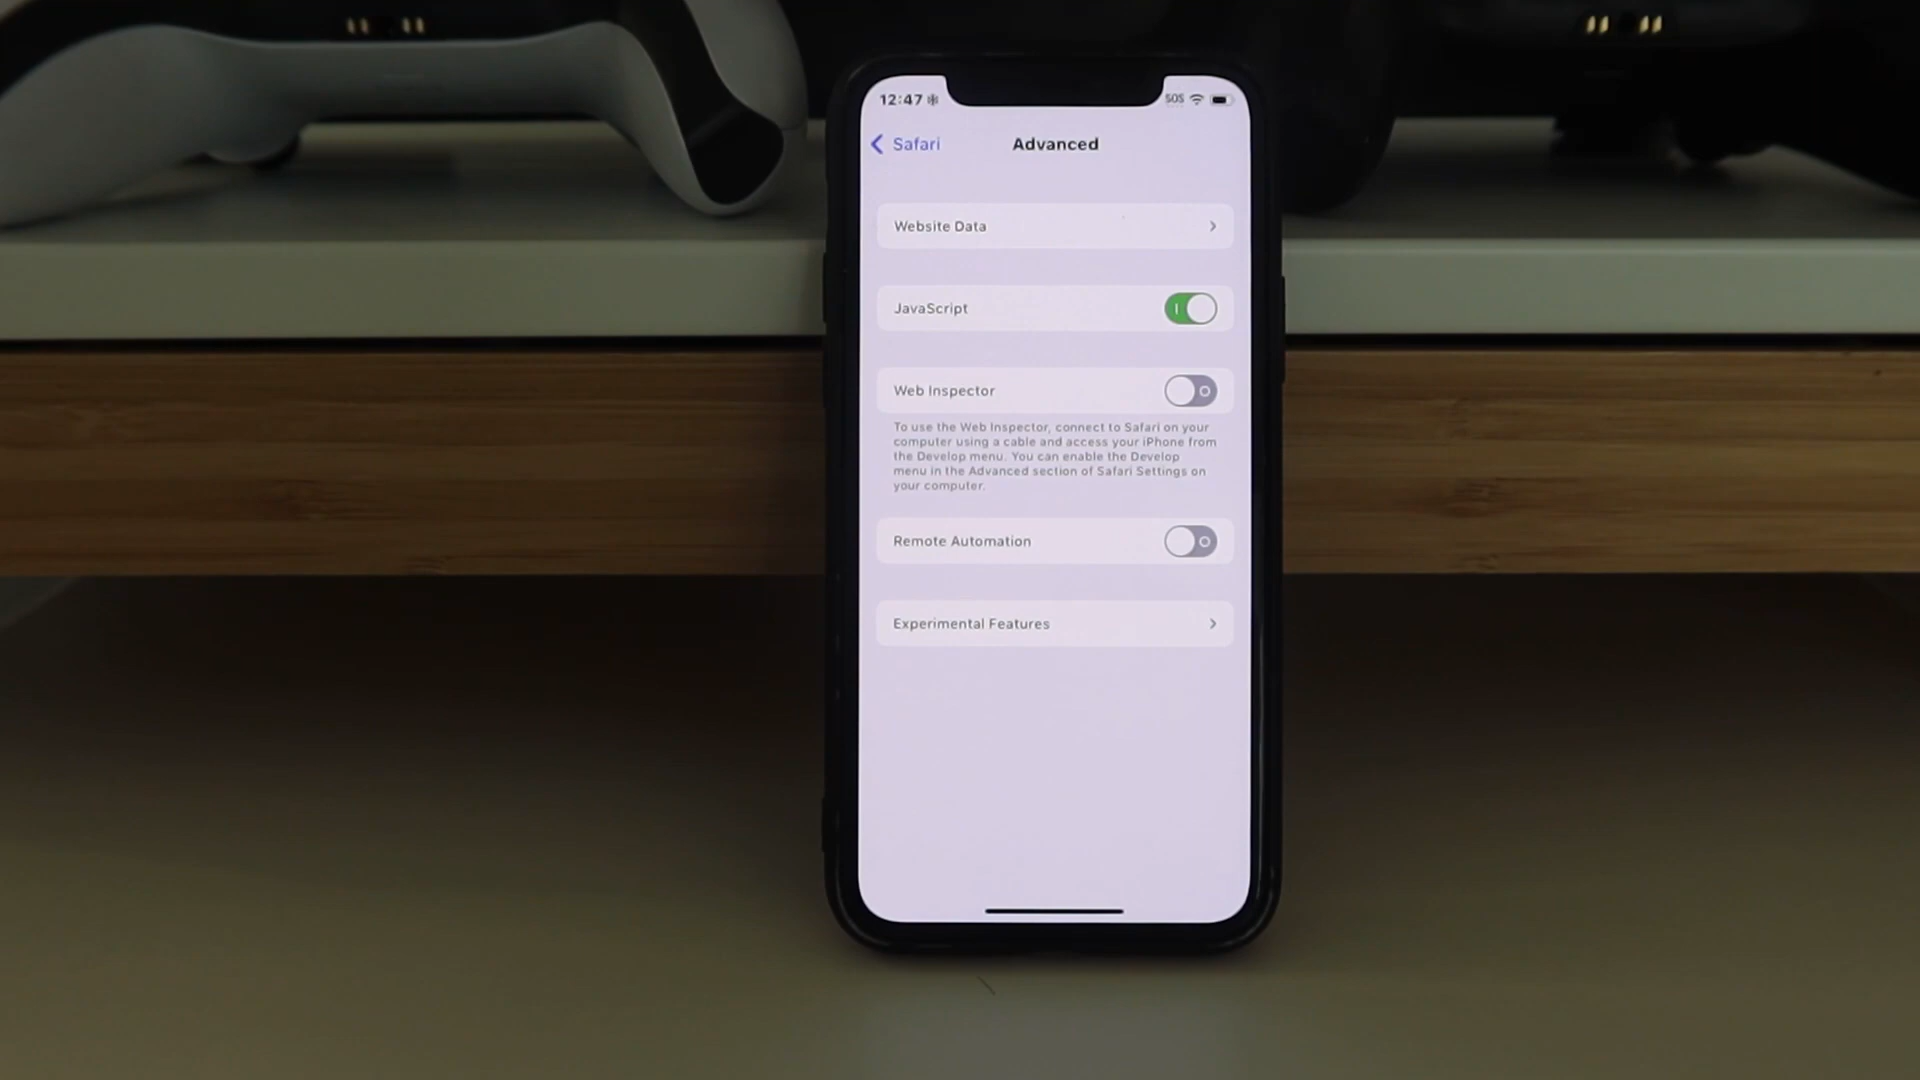 12:47
SOS
Safari
Advanced
Website Data
JavaScript
Web Inspector
To use the Web Inspector, connect to Safari on your
computer using a cable and access your iPhone from
the Develop menu. You can enable the Develop
menu in the Advanced section of Safari Settings on
your computer.
Remote Automation
Experimental Features